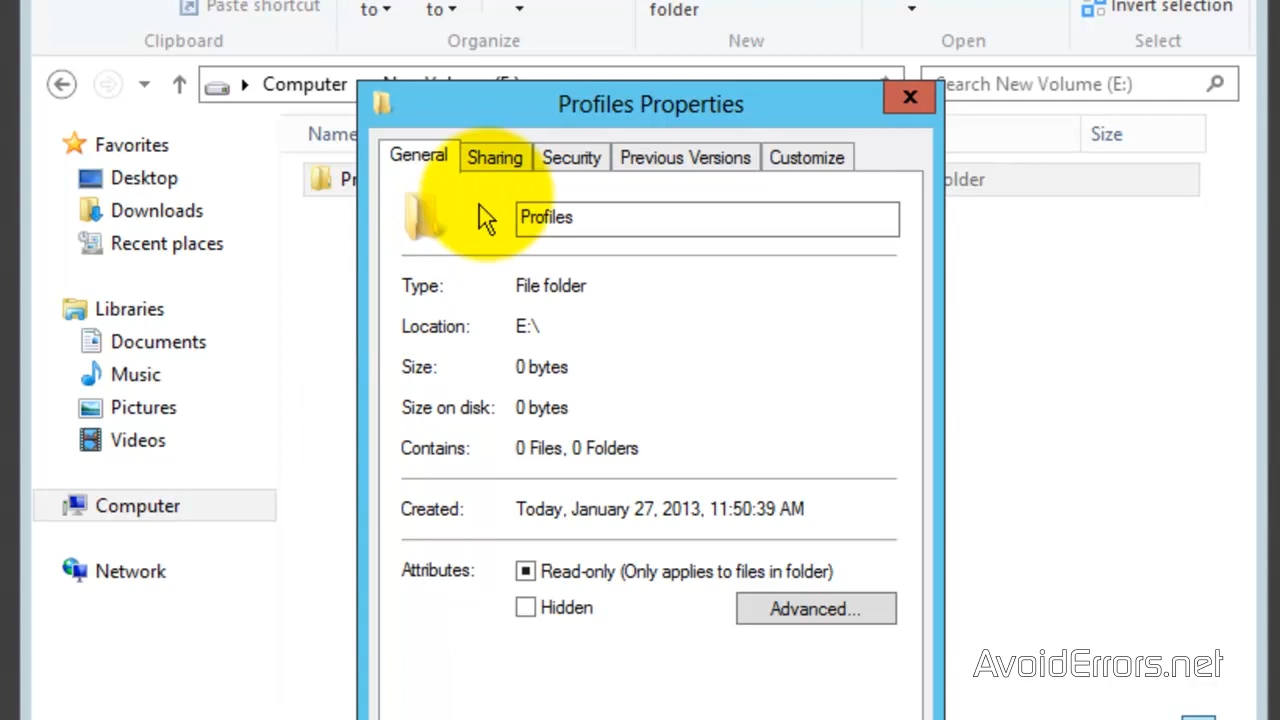 Paste shortcut
to
to
folder
Invert selection
Clipboard
Organize
New
Open
Select
Computer
Search New Volume (E:)
Profiles Properties
Name
Size
General
Sharing
Security
Previous Versions
Customize
Favorites
Desktop
Downloads
Recent places
Libraries
Documents
Music
Pictures
Videos
Computer
Network
Profiles
Type:
File folder
Location:
E:\
Size:
0 bytes
Size on disk:
0 bytes
Contains:
0 Files, 0 Folders
Created:
Today, January 27, 2013, 11:50:39 AM
Attributes:
Read-only (Only applies to files in folder)
Hidden
Advanced...
AvoidErrors.net